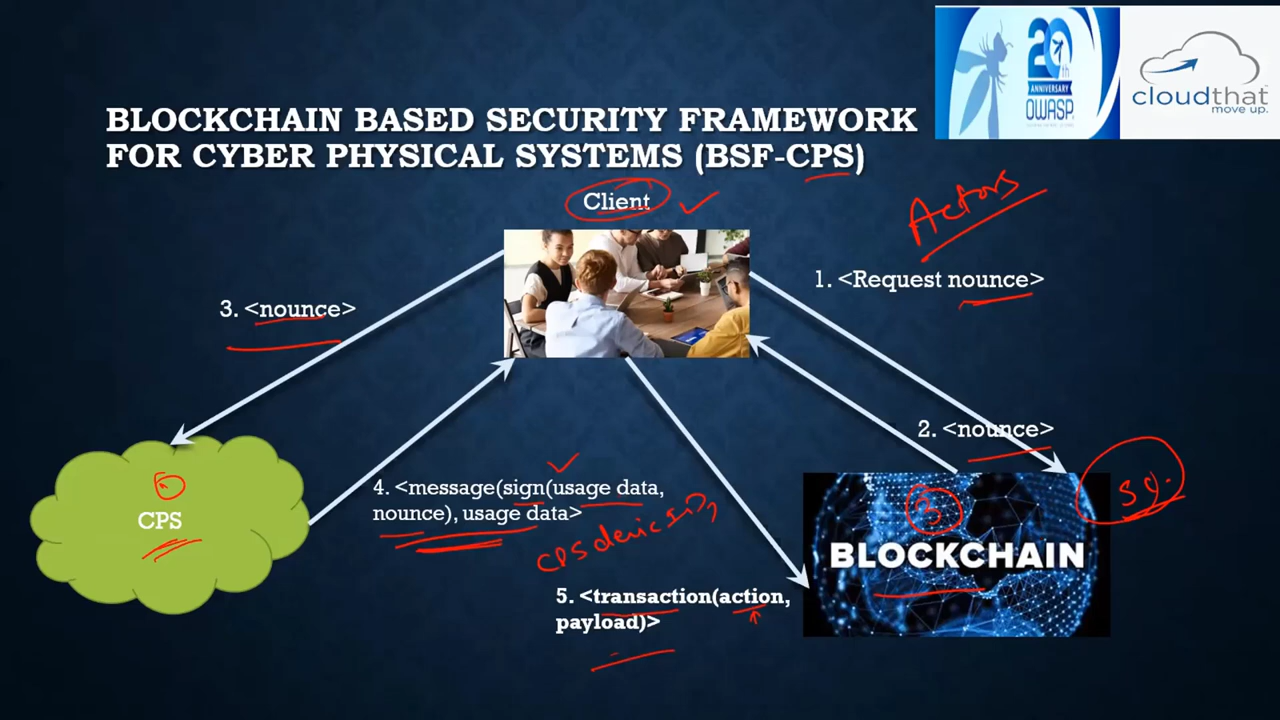 20th
ANNIVERSARY
OWASP
cloudthat
move up.
BLOCKCHAIN BASED SECURITY FRAMEWORK
FOR CYBER PHYSICAL SYSTEMS (BSF-CPS)
Client
Actors
1. <Request nounce>
3. <nounce>
2. <nounce>
CPS
4. <message(sign(usage data,
nounce), usage data>
3
BLOCKCHAIN
5. <transaction(action,
payload)>